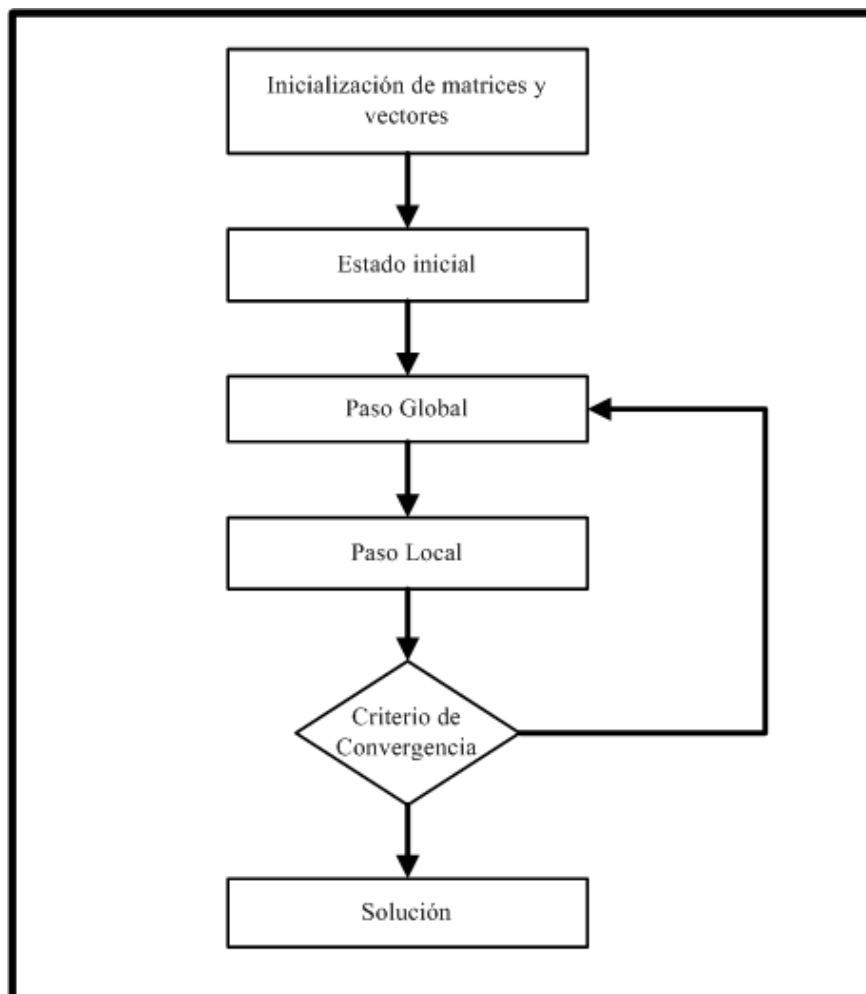 Inicialización de matrices y
vectores
Estado inicial
Paso Global
Paso Local
Criterio de
Convergencia
Solución